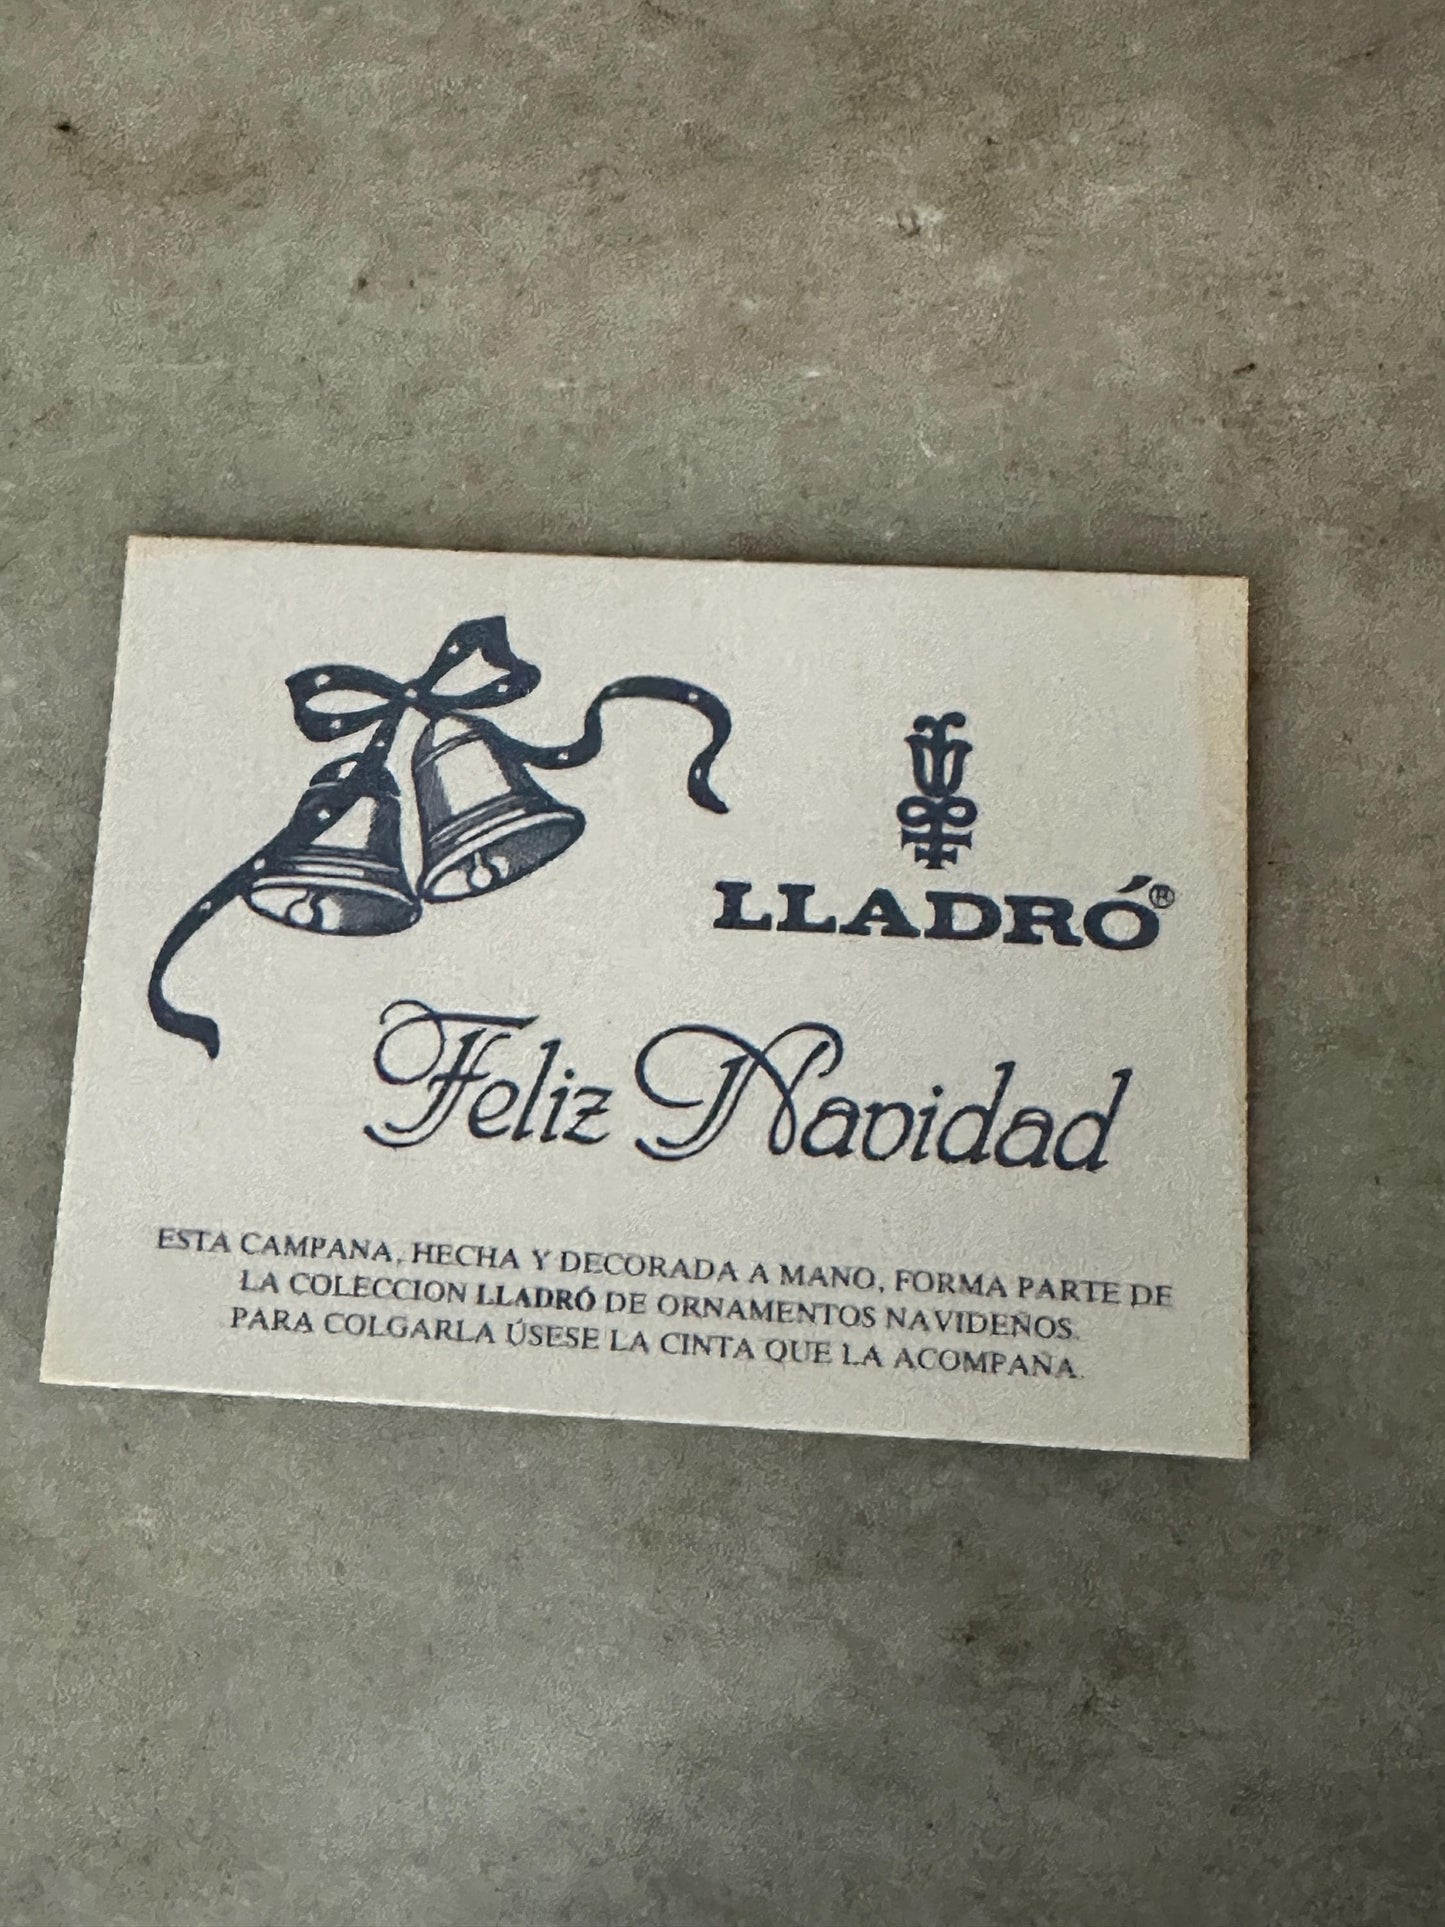 LLADRÓ®
Feliz Navidad
ESTA CAMPANA, HECHA Y DECORADA A MANO, FORMA PARTE DE
LA COLECCION LLADRÓ DE ORNAMENTOS NAVIDEÑOS.
PARA COLGARLA ÚSESE LA CINTA QUE LA ACOMPAÑA.